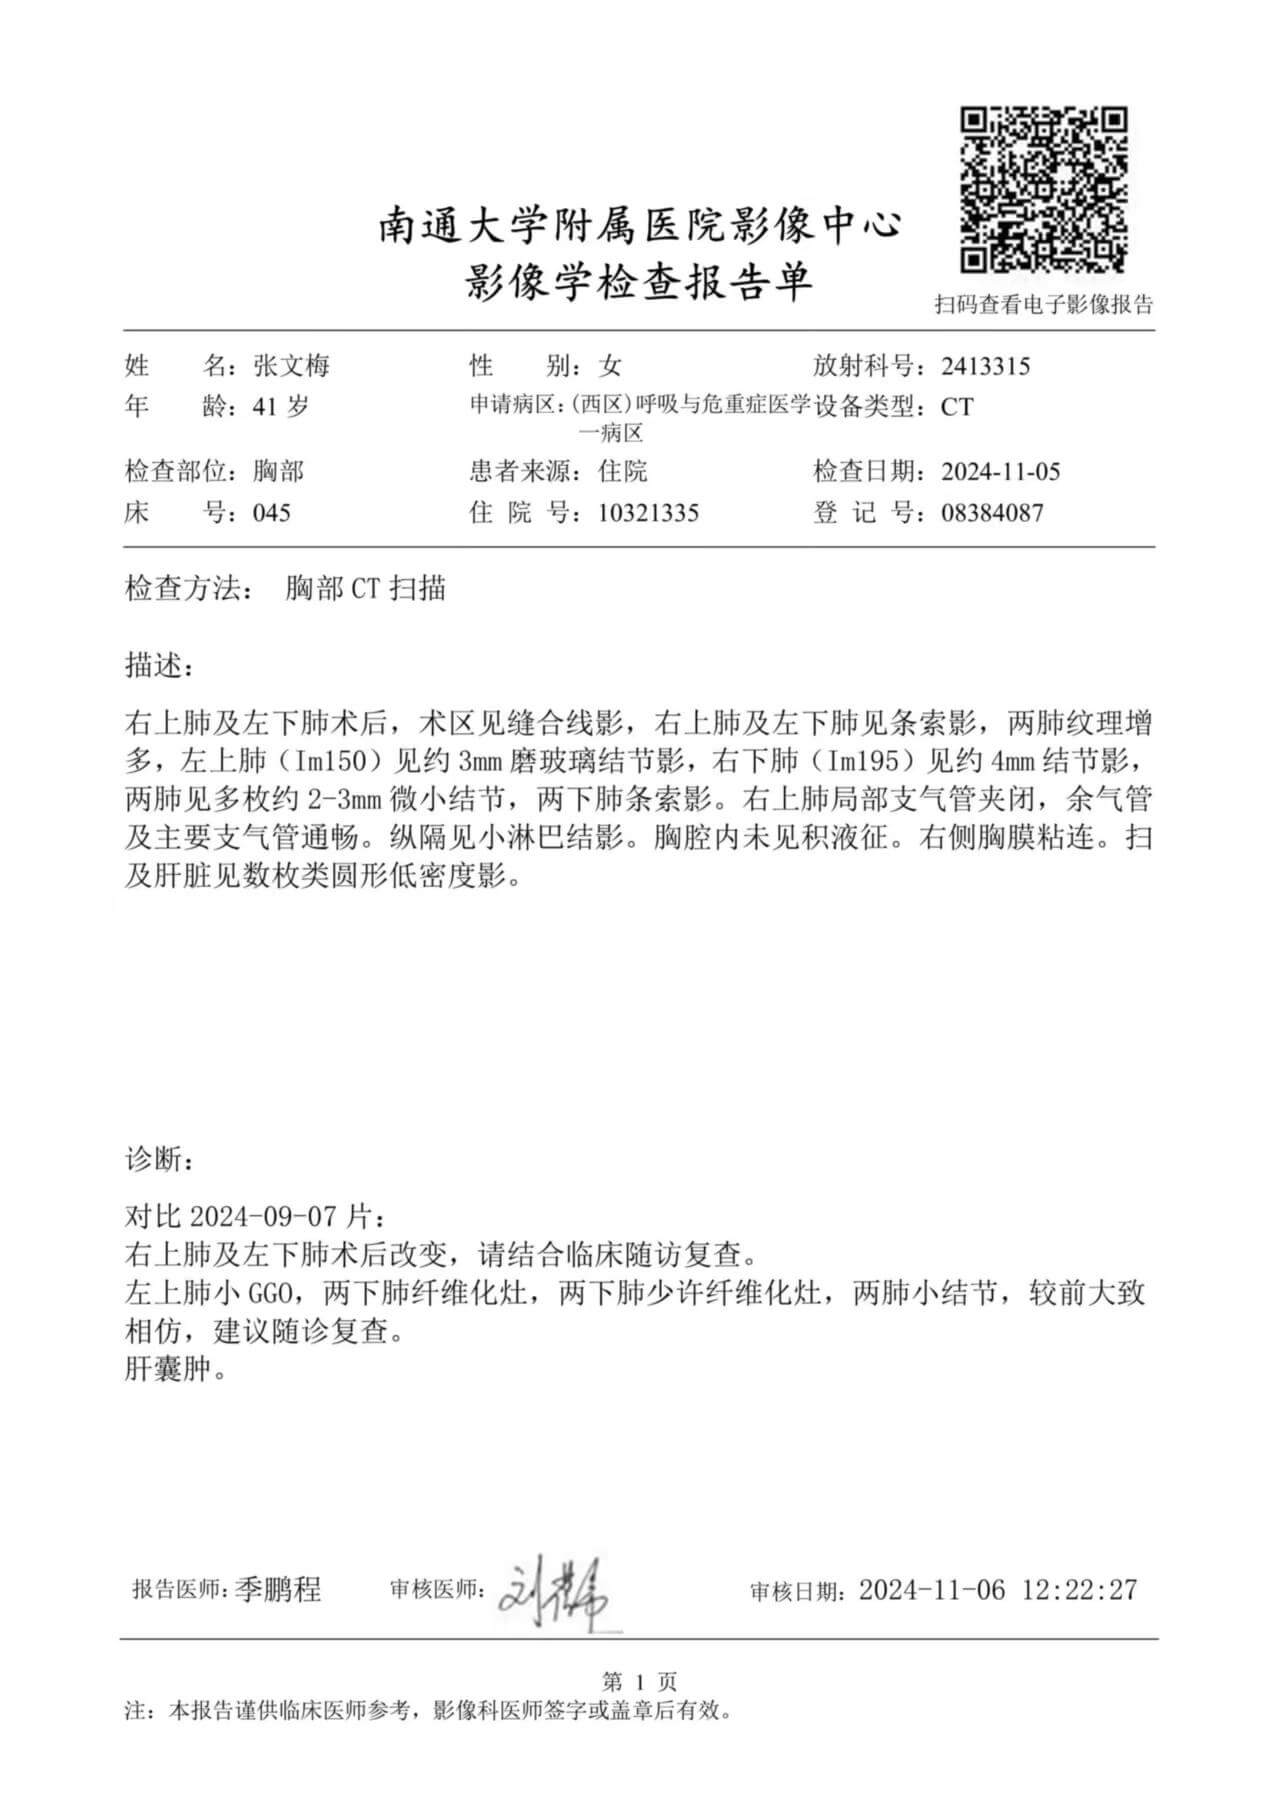 南通大学附属医院影像中心
影像学检查报告单
扫码查看电子影像报告
姓 名：张文梅 性 别：女 放射科号：2413315
年 龄：41 岁 申请病区：(西区)呼吸与危重症医学一病区 设备类型：CT
检查部位：胸部 患者来源：住院 检查日期：2024-11-05
床 号：045 住 院 号：10321335 登 记 号：08384087
检查方法： 胸部 CT 扫描
描述：
右上肺及左下肺术后，术区见缝合线影，右上肺及左下肺见条索影，两肺纹理增
多，左上肺（Im150）见约 3mm 磨玻璃结节影，右下肺（Im195）见约 4mm 结节影，
两肺见多枚约 2-3mm 微小结节，两下肺条索影。右上肺局部支气管夹闭，余气管
及主要支气管通畅。纵隔见小淋巴结影。胸腔内未见积液征。右侧胸膜粘连。扫
及肝脏见数枚类圆形低密度影。
诊断：
对比 2024-09-07 片：
右上肺及左下肺术后改变，请结合临床随访复查。
左上肺小 GGO，两下肺纤维化灶，两下肺少许纤维化灶，两肺小结节，较前大致
相仿，建议随诊复查。
肝囊肿。
报告医师：季鹏程 审核医师： 审核日期：2024-11-06 12:22:27
第 1 页
注：本报告谨供临床医师参考，影像科医师签字或盖章后有效。